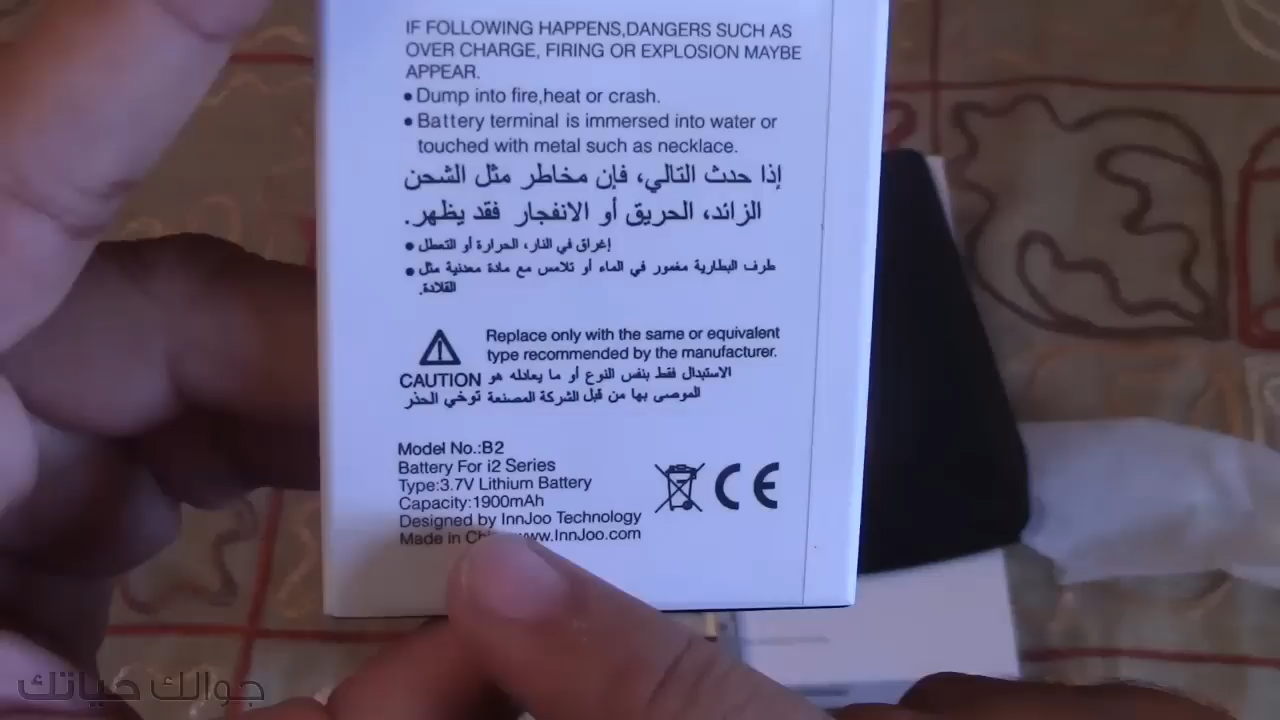 IF FOLLOWING HAPPENS,DANGERS SUCH AS
OVER CHARGE, FIRING OR EXPLOSION MAYBE
APPEAR.
•Dump into fire,heat or crash.
•Battery terminal is immersed into water or
touched with metal such as necklace.
إذا حدث التالي، فإن مخاطر مثل الشحن
الزائد، الحريق أو الانفجار فقد يظهر.
• إغراق في النار، الحرارة أو التعطل
• طرف البطارية مغمور في الماء أو تلامس مع مادة معدنية مثل
القلادة.
Replace only with the same or equivalent
type recommended by the manufacturer.
CAUTION
الاستبدال فقط بنفس النوع أو ما يعادله هو
الموصى بها من قبل الشركة المصنعة توخي الحذر
Model No.:B2
Battery For i2 Series
Type:3.7V Lithium Battery
Capacity:1900mAh
Designed by InnJoo Technology
Made in www.InnJoo.com
CE
جوالك حياتك